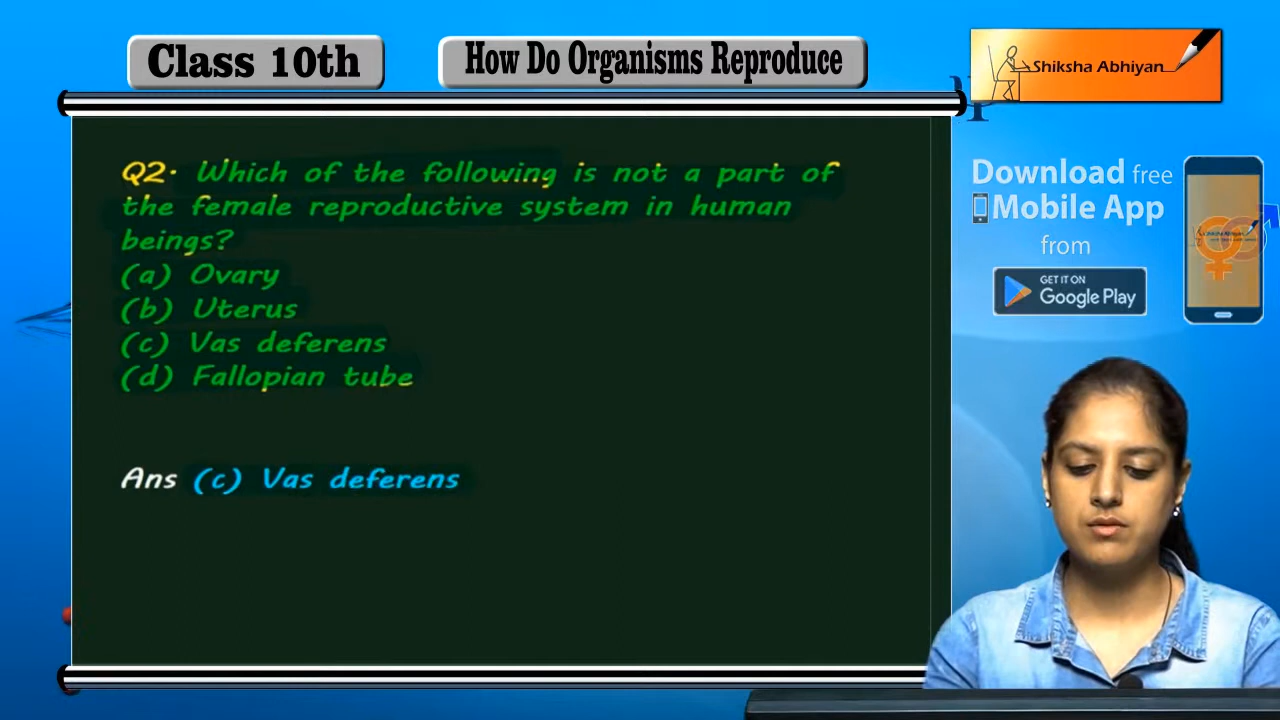 Class 10th
How Do Organisms Reproduce
Shiksha Abhiyan
Q2. Which of the following is not a part of
the female reproductive system in human
beings?
(a) Ovary
(b) Uterus
(c) Vas deferens
(d) Fallopian tube
Ans (c) Vas deferens
Download free
Mobile App
from
GET IT ON
Google Play